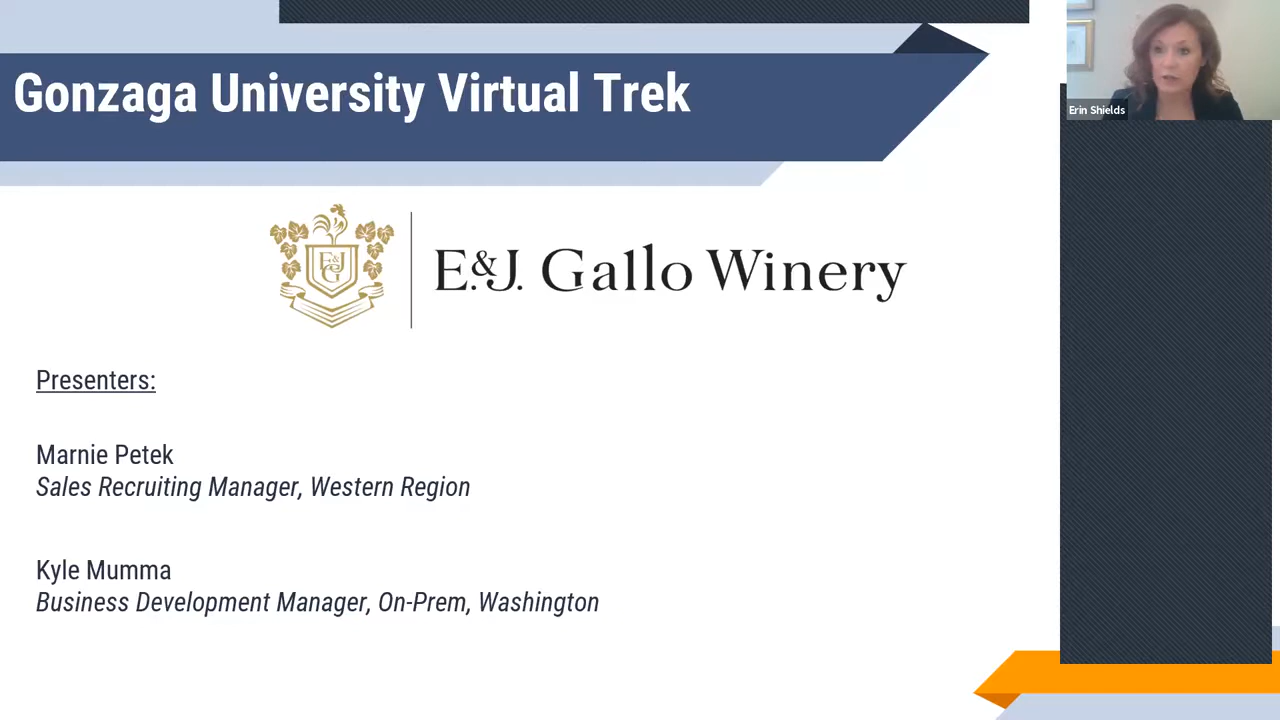 Gonzaga University Virtual Trek
Erin Shields
E&J
G
E.&J. Gallo Winery
Presenters:
Marnie Petek
Sales Recruiting Manager, Western Region
Kyle Mumma
Business Development Manager, On-Prem, Washington